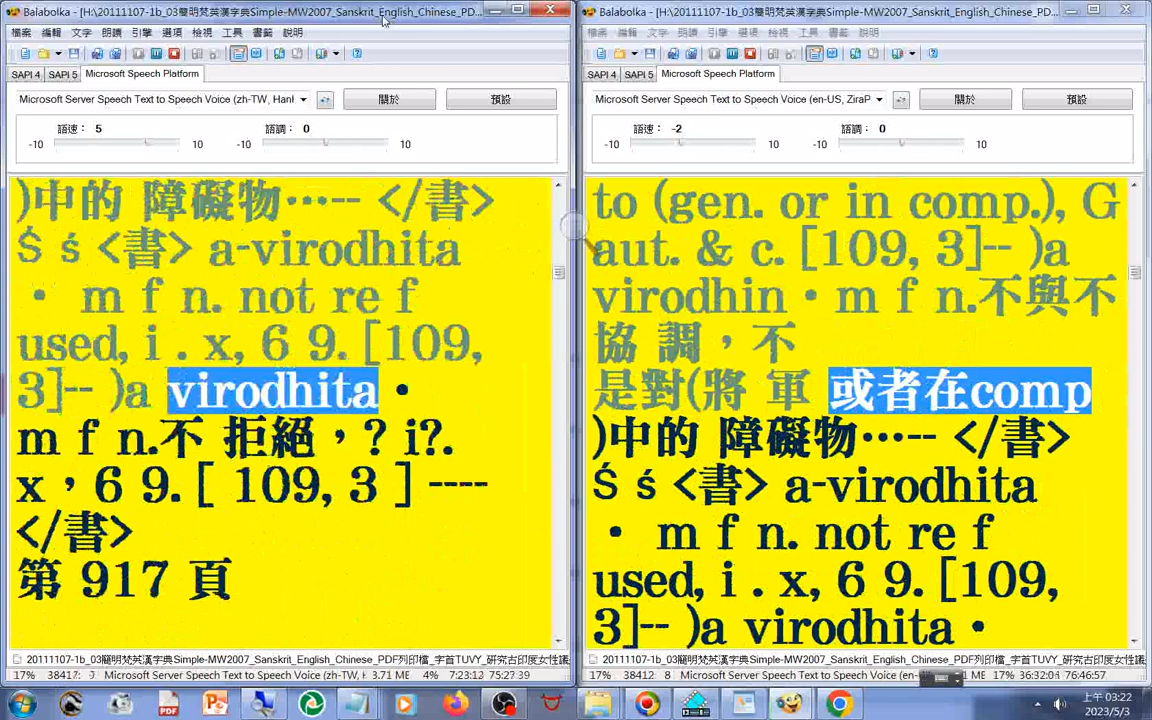 Balabolka - [H:\20111107-1b_03簡明梵英漢字典Simple-MW2007_Sanskrit_English_Chinese_PD...
檔案 編輯 文字 朗讀 引擎 選項 檢視 工具 書籤 說明
SAPI 4 SAPI 5 Microsoft Speech Platform
Microsoft Server Speech Text to Speech Voice (zh-TW, Hanl
關於 預設
語速： 5 語調： 0
-10 10 -10 10
)中的 障礙物…-- </書>
Ś ś <書> a-virodhita
• m f n. not re f
used, i . x, 6 9. [109,
3]-- )a virodhita •
m f n.不 拒絕，? i?.
x，6 9. [ 109, 3 ] ----
</書>
第 917 頁
20111107-1b_03簡明梵英漢字典Simple-MW2007_Sanskrit_English_Chinese_PDF列印檔_字首TUVY_研究古印度女性議
17% 38417: Microsoft Server Speech Text to Speech Voice (zh-TW, 3.71 MB 4% 7:23:13 75:27:39
Balabolka - [H:\20111107-1b_03簡明梵英漢字典Simple-MW2007_Sanskrit_English_Chinese_PDF...
檔案 編輯 文字 朗讀 引擎 選項 檢視 工具 書籤 說明
SAPI 4 SAPI 5 Microsoft Speech Platform
Microsoft Server Speech Text to Speech Voice (en-US, ZiraP
關於 預設
語速： -2 語調： 0
-10 10 -10 10
to (gen. or in comp.), G
aut. & c. [109, 3]-- )a
virodhin • m f n.不與不
協 調，不
是對(將 軍 或者在comp
)中的 障礙物…-- </書>
Ś ś <書> a-virodhita
• m f n. not re f
used, i . x, 6 9. [109,
3]-- )a virodhita •
20111107-1b_03簡明梵英漢字典Simple-MW2007_Sanskrit_English_Chinese_PDF列印檔_字首TUVY_研究古印度女性議
17% 38412: 8 Microsoft Server Speech Text to Speech Voice (en-US, 17% 36:32:01 76:46:57
上午 03:22
2023/5/3